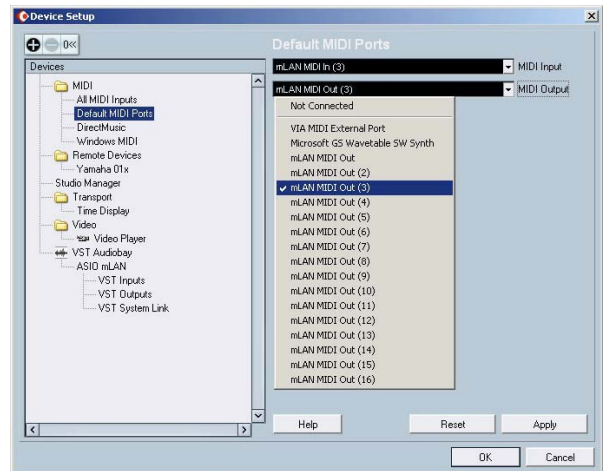 Device Setup
Default MIDI Ports
Devices
MIDI
All MIDI Inputs
Default MIDI Ports
DirectMusic
Windows MIDI
Remote Devices
Yamaha 01x
Studio Manager
Transport
Time Display
Video
Video Player
VST Audiobay
ASIO mLAN
VST Inputs
VST Outputs
VST System Link
mLAN MIDI In (3)
MIDI Input
mLAN MIDI Out (3)
MIDI Output
Not Connected
VIA MIDI External Port
Microsoft GS Wavetable SW Synth
mLAN MIDI Out
mLAN MIDI Out (2)
mLAN MIDI Out (3)
mLAN MIDI Out (4)
mLAN MIDI Out (5)
mLAN MIDI Out (6)
mLAN MIDI Out (7)
mLAN MIDI Out (8)
mLAN MIDI Out (9)
mLAN MIDI Out (10)
mLAN MIDI Out (11)
mLAN MIDI Out (12)
mLAN MIDI Out (13)
mLAN MIDI Out (14)
mLAN MIDI Out (15)
mLAN MIDI Out (16)
Help
Reset
Apply
OK
Cancel